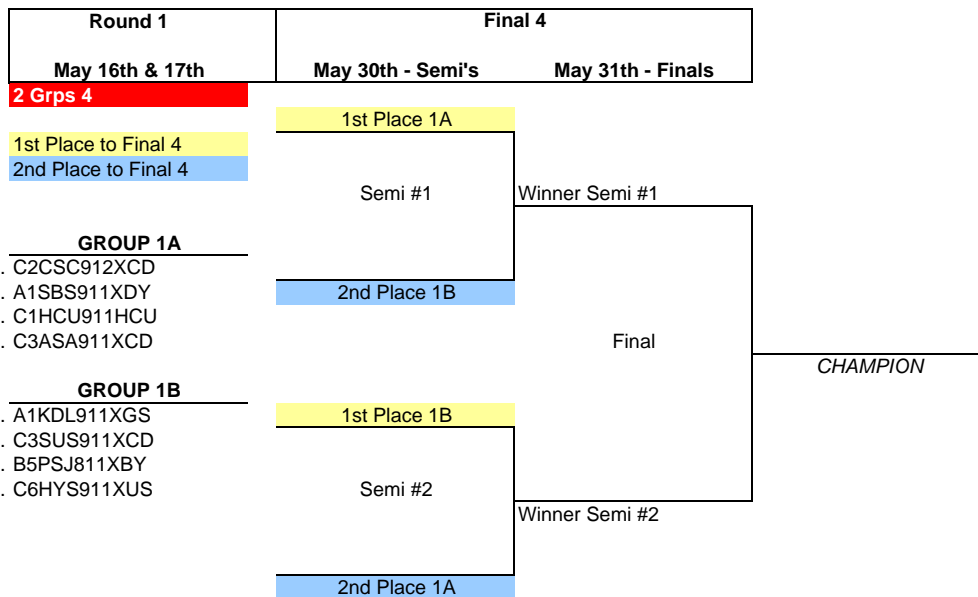 Round 1
Final 4
May 16th & 17th
May 30th - Semi's
May 31th - Finals
2 Grps 4
1st Place 1A
1st Place to Final 4
2nd Place to Final 4
Semi #1
Winner Semi #1
GROUP 1A
. C2CSC912XCD
. A1SBS911XDY
2nd Place 1B
. C1HCU911HCU
. C3ASA911XCD
Final
CHAMPION
GROUP 1B
. A1KDL911XGS
1st Place 1B
. C3SUS911XCD
. B5PSJ811XBY
. C6HYS911XUS
Semi #2
Winner Semi #2
2nd Place 1A